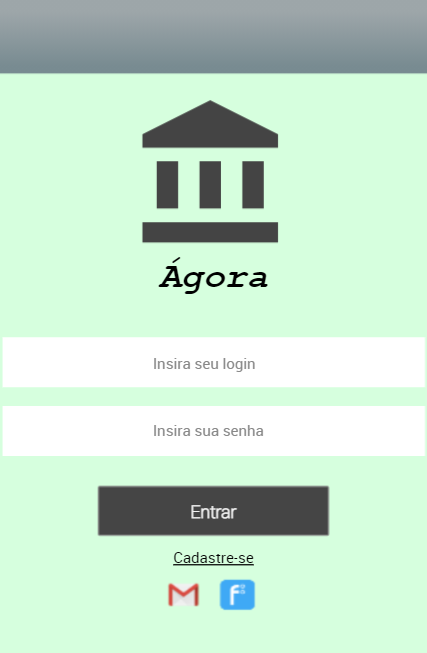 Ágora
Insira seu login
Insira sua senha
Entrar
Cadastre-se